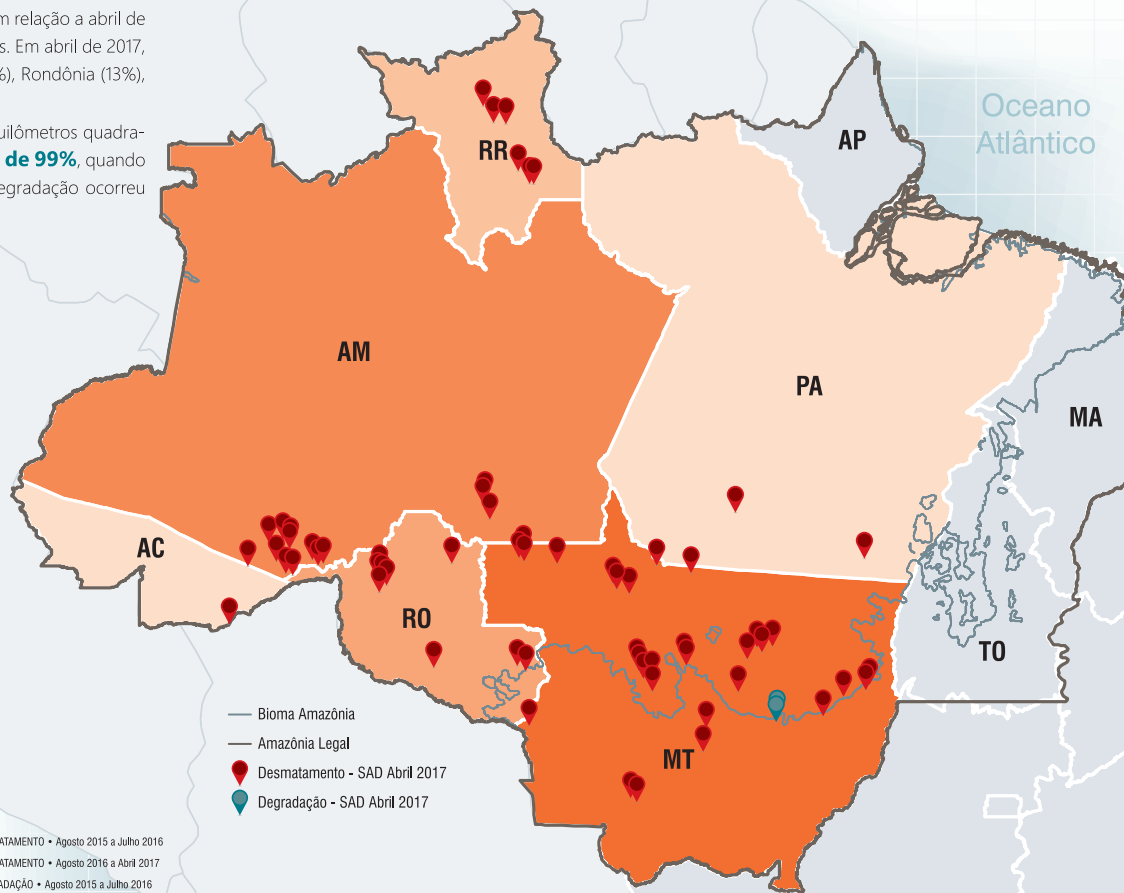 m relação a abril de
s. Em abril de 2017,
%), Rondônia (13%),
uilômetros quadra-
de 99%, quando
egradação ocorreu
Oceano
Atlântico
RR
AP
AM
PA
MA
AC
RO
TO
MT
Bioma Amazônia
Amazônia Legal
Desmatamento - SAD Abril 2017
Degradação - SAD Abril 2017
ATAMENTO • Agosto 2015 a Julho 2016
ATAMENTO • Agosto 2016 a Abril 2017
ADAÇÃO • Agosto 2015 a Julho 2016